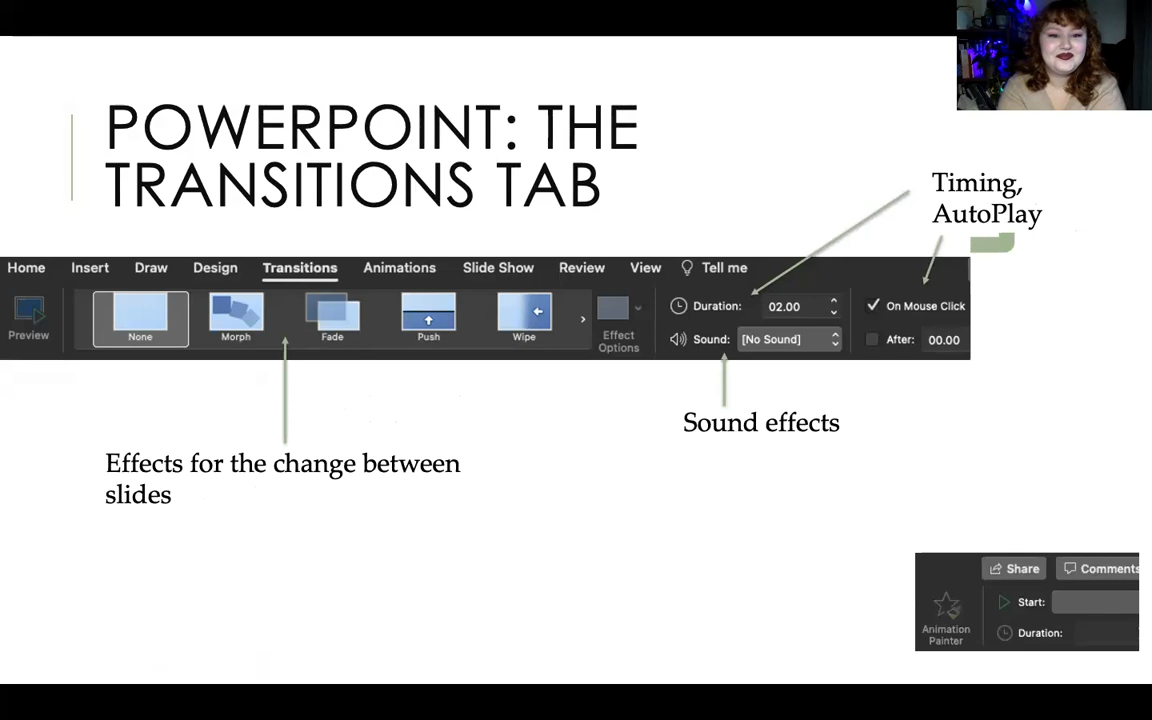 POWERPOINT: THE
TRANSITIONS TAB
Timing,
AutoPlay
Home Insert Draw Design Transitions Animations Slide Show Review View Tell me
Preview
None Morph Fade Push Wipe
Effect
Options
Duration: 02.00
Sound: [No Sound]
On Mouse Click
After: 00.00
Sound effects
Effects for the change between
slides
Share Comments
Animation
Painter
Start:
Duration: